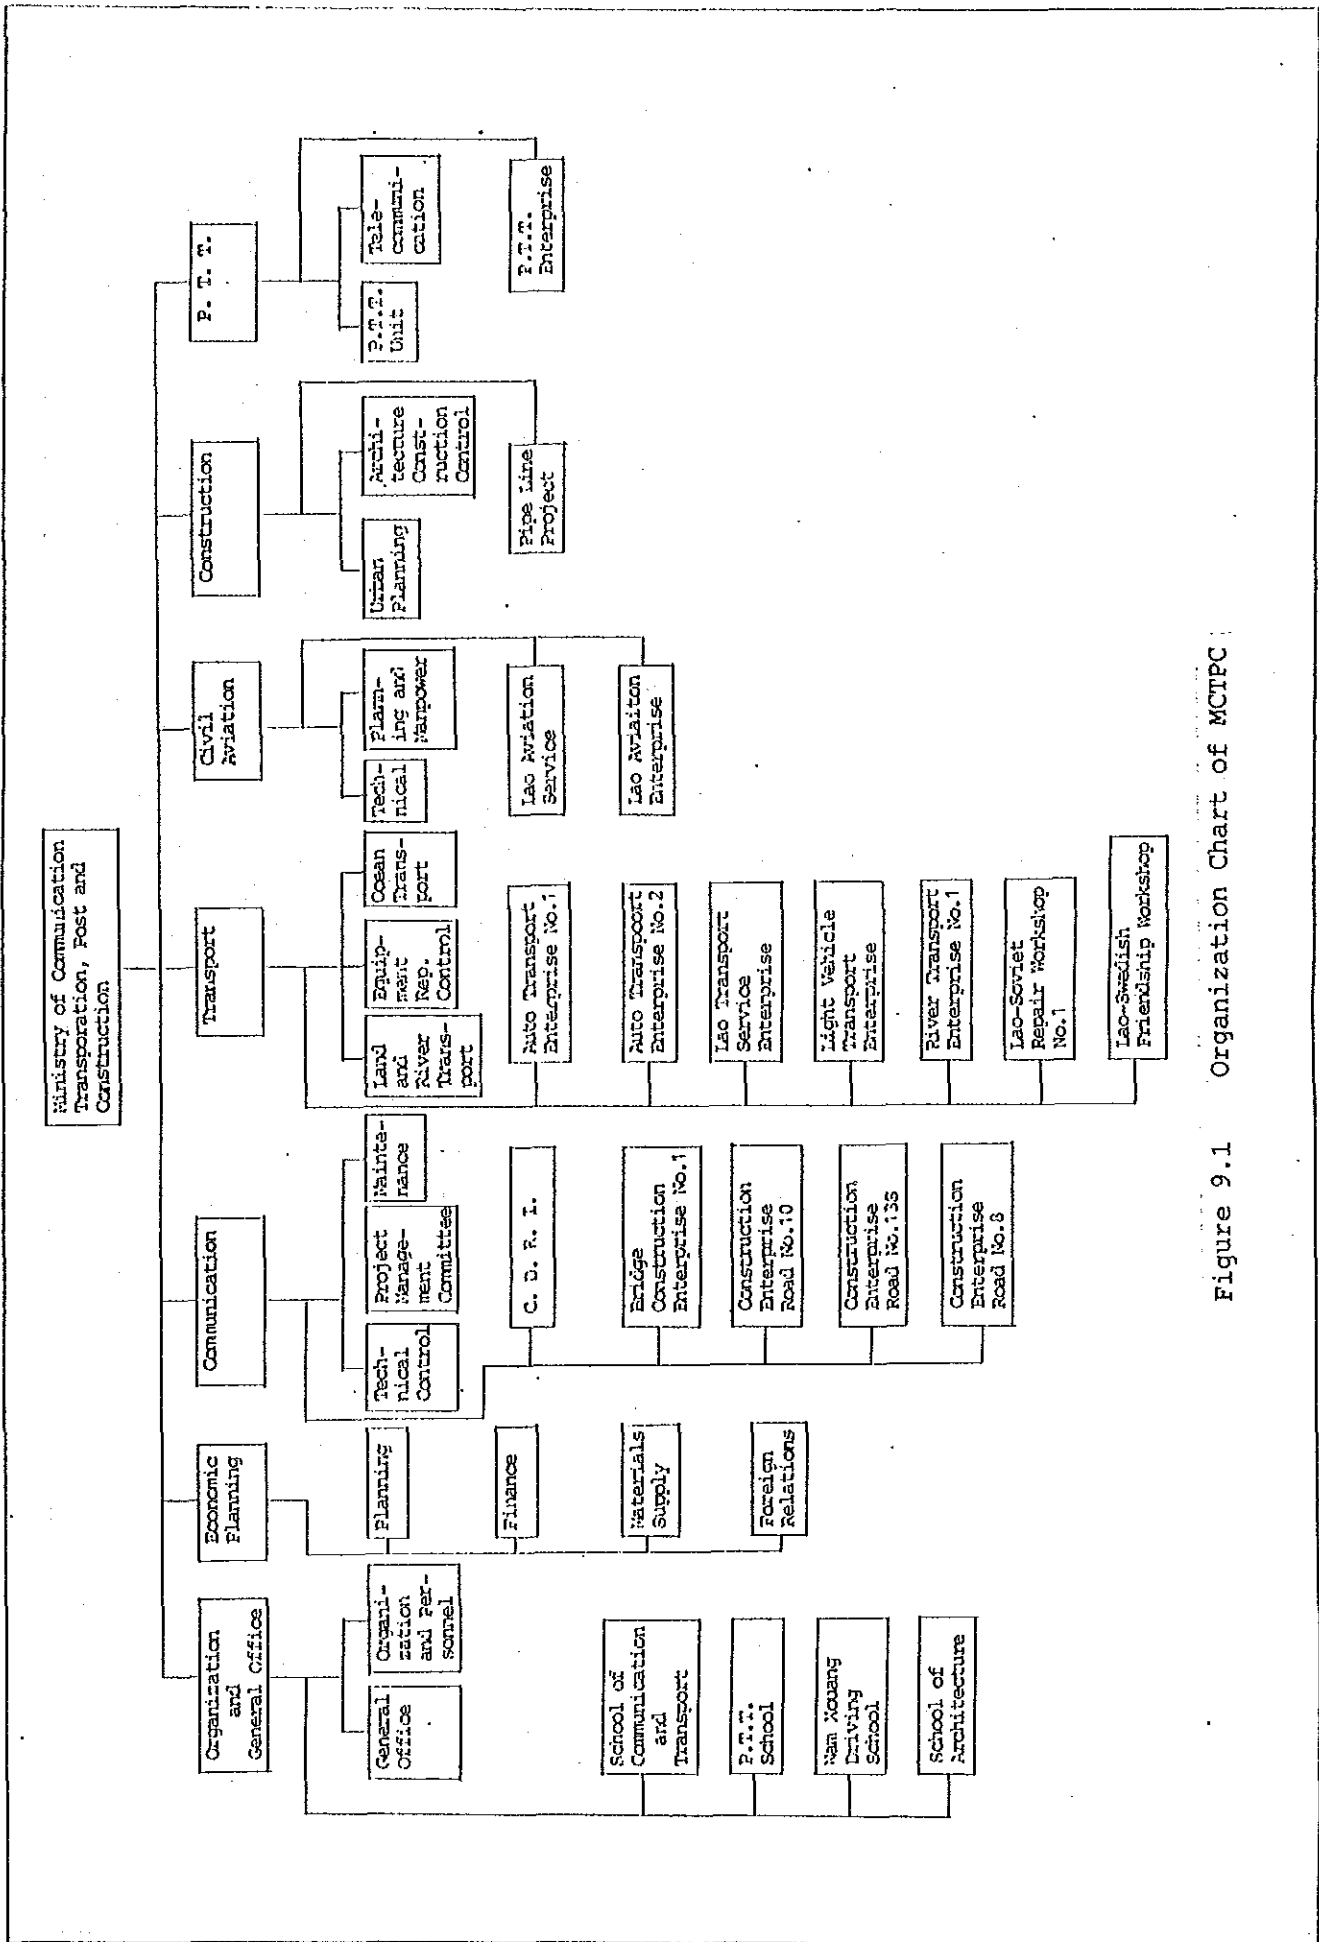 Ministry of Communication
Transporation, Post and
Construction
Organization
and
General Office
Economic
Planning
Communication
Transport
Civil
Aviation
Construction
P. T. T.
General
Office
Organi-
zation
and Per-
sonnel
Planning
Tech-
nical
Control
Project
Manage-
ment
Committee
Mainte-
nance
Land
and
River
Trans-
port
Equip-
ment
Rep.
Control
Ocean
Trans-
port
Tech-
nical
Plann-
ing and
Manpower
Urban
Planning
Archi-
tecture
Const-
ruction
Control
P.T.T.
Unit
Tele-
communi-
cation
Finance
Materials
Supply
Foreign
Relations
School of
Communication
and
Transport
P.T.T.
School
Nam Xouang
Driving
School
School of
Architecture
C. D. R. I.
Bridge
Construction
Enterprise No.1
Construction
Enterprise
Road No.10
Construction
Enterprise
Road No.13S
Construction
Enterprise
Road No.8
Auto Transport
Enterprise No.1
Auto Transport
Enterprise No.2
Lao Transport
Service
Enterprise
Light Vehicle
Transport
Enterprise
River Transport
Enterprise No.1
Lao-Soviet
Repair Workshop
No.1
Lao-Swedish
Friendship Workshop
Lao Aviation
Service
Lao Aviaiton
Enterprise
Pipe Line
Project
P.T.T.
Enterprise
Figure 9.1 Organization Chart of MCTPC